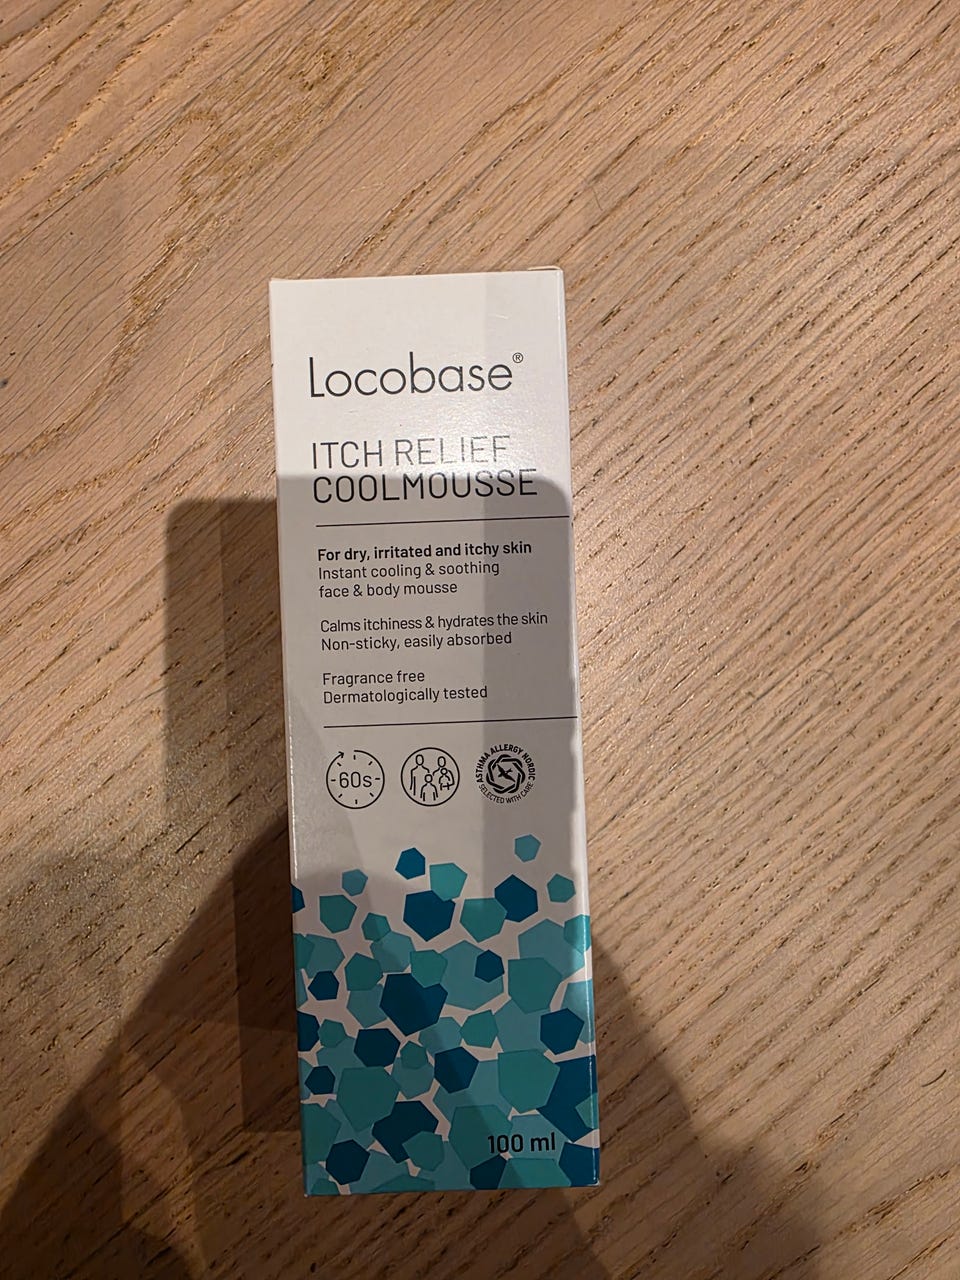 Locobase®
ITCH RELIEF
COOLMOUSSE
For dry, irritated and itchy skin
Instant cooling & soothing
face & body mousse
Calms itchiness & hydrates the skin
Non-sticky, easily absorbed
Fragrance free
Dermatologically tested
60s
ASTHMA ALLERGY NORDIC
SELECTED WITH CARE
100 ml